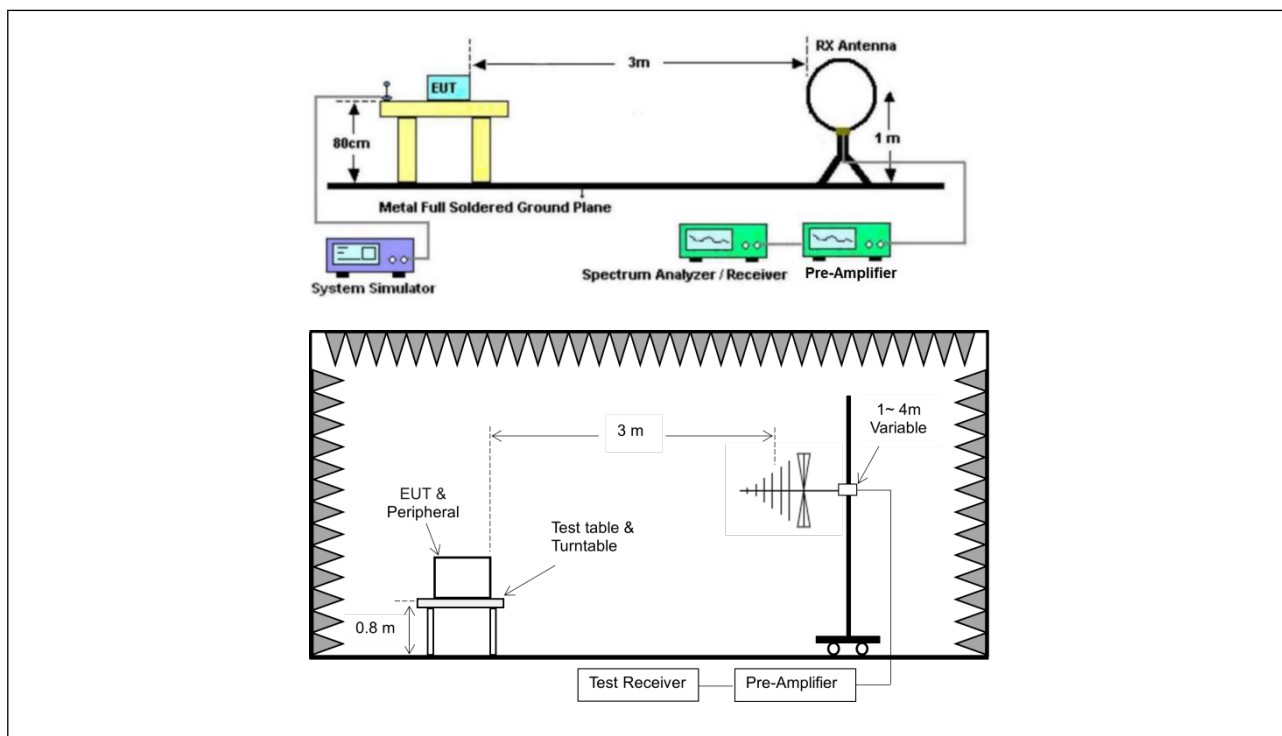 RX Antenna
3m
EUT
80cm
1 m
Metal Full Soldered Ground Plane
System Simulator
Spectrum Analyzer / Receiver
Pre-Amplifier
1~ 4m
Variable
3 m
EUT &
Peripheral
Test table &
Turntable
0.8 m
Test Receiver
Pre-Amplifier